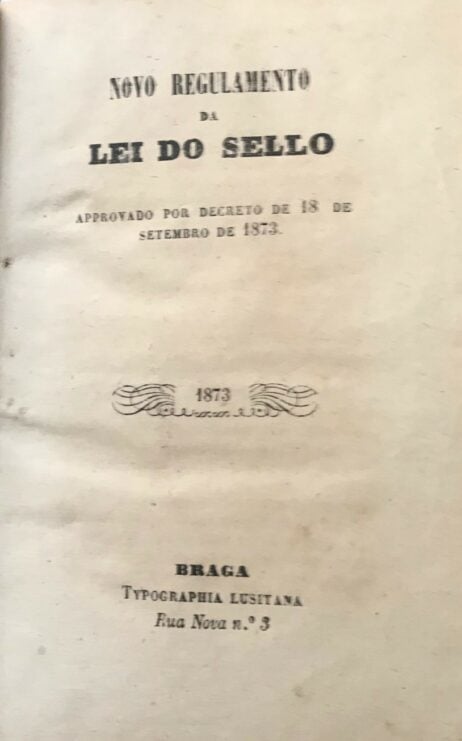 NOVO REGULAMENTO
DA
LEI DO SELLO
APPROVADO POR DECRETO DE 18 DE
SETEMBRO DE 1873.
1873
BRAGA
TYPOGRAPHIA LUSITANA
Rua Nova n.º 3